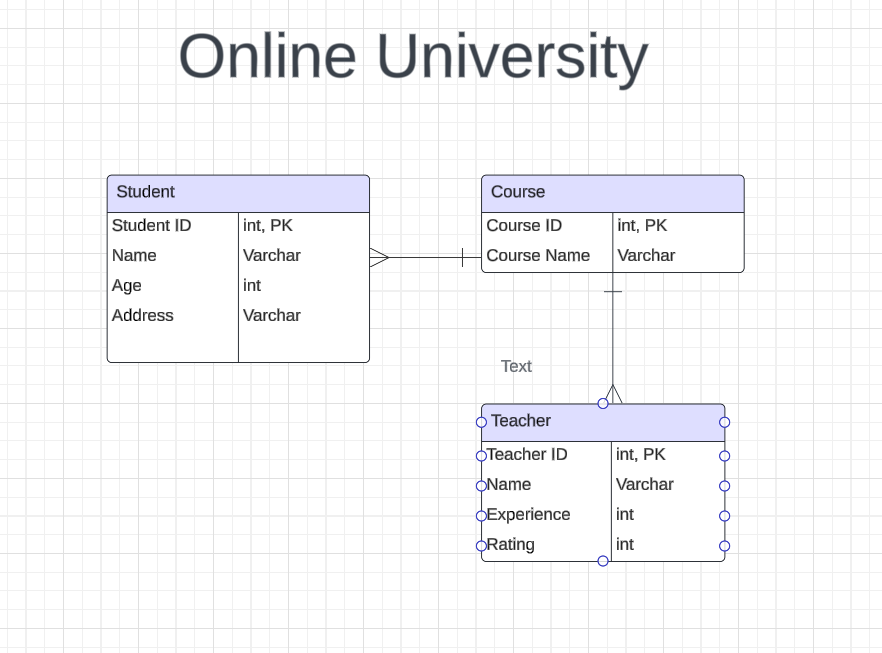 Online University
Student
Student ID int, PK
Name Varchar
Age int
Address Varchar
Course
Course ID int, PK
Course Name Varchar
Text
Teacher
Teacher ID int, PK
Name Varchar
Experience int
Rating int